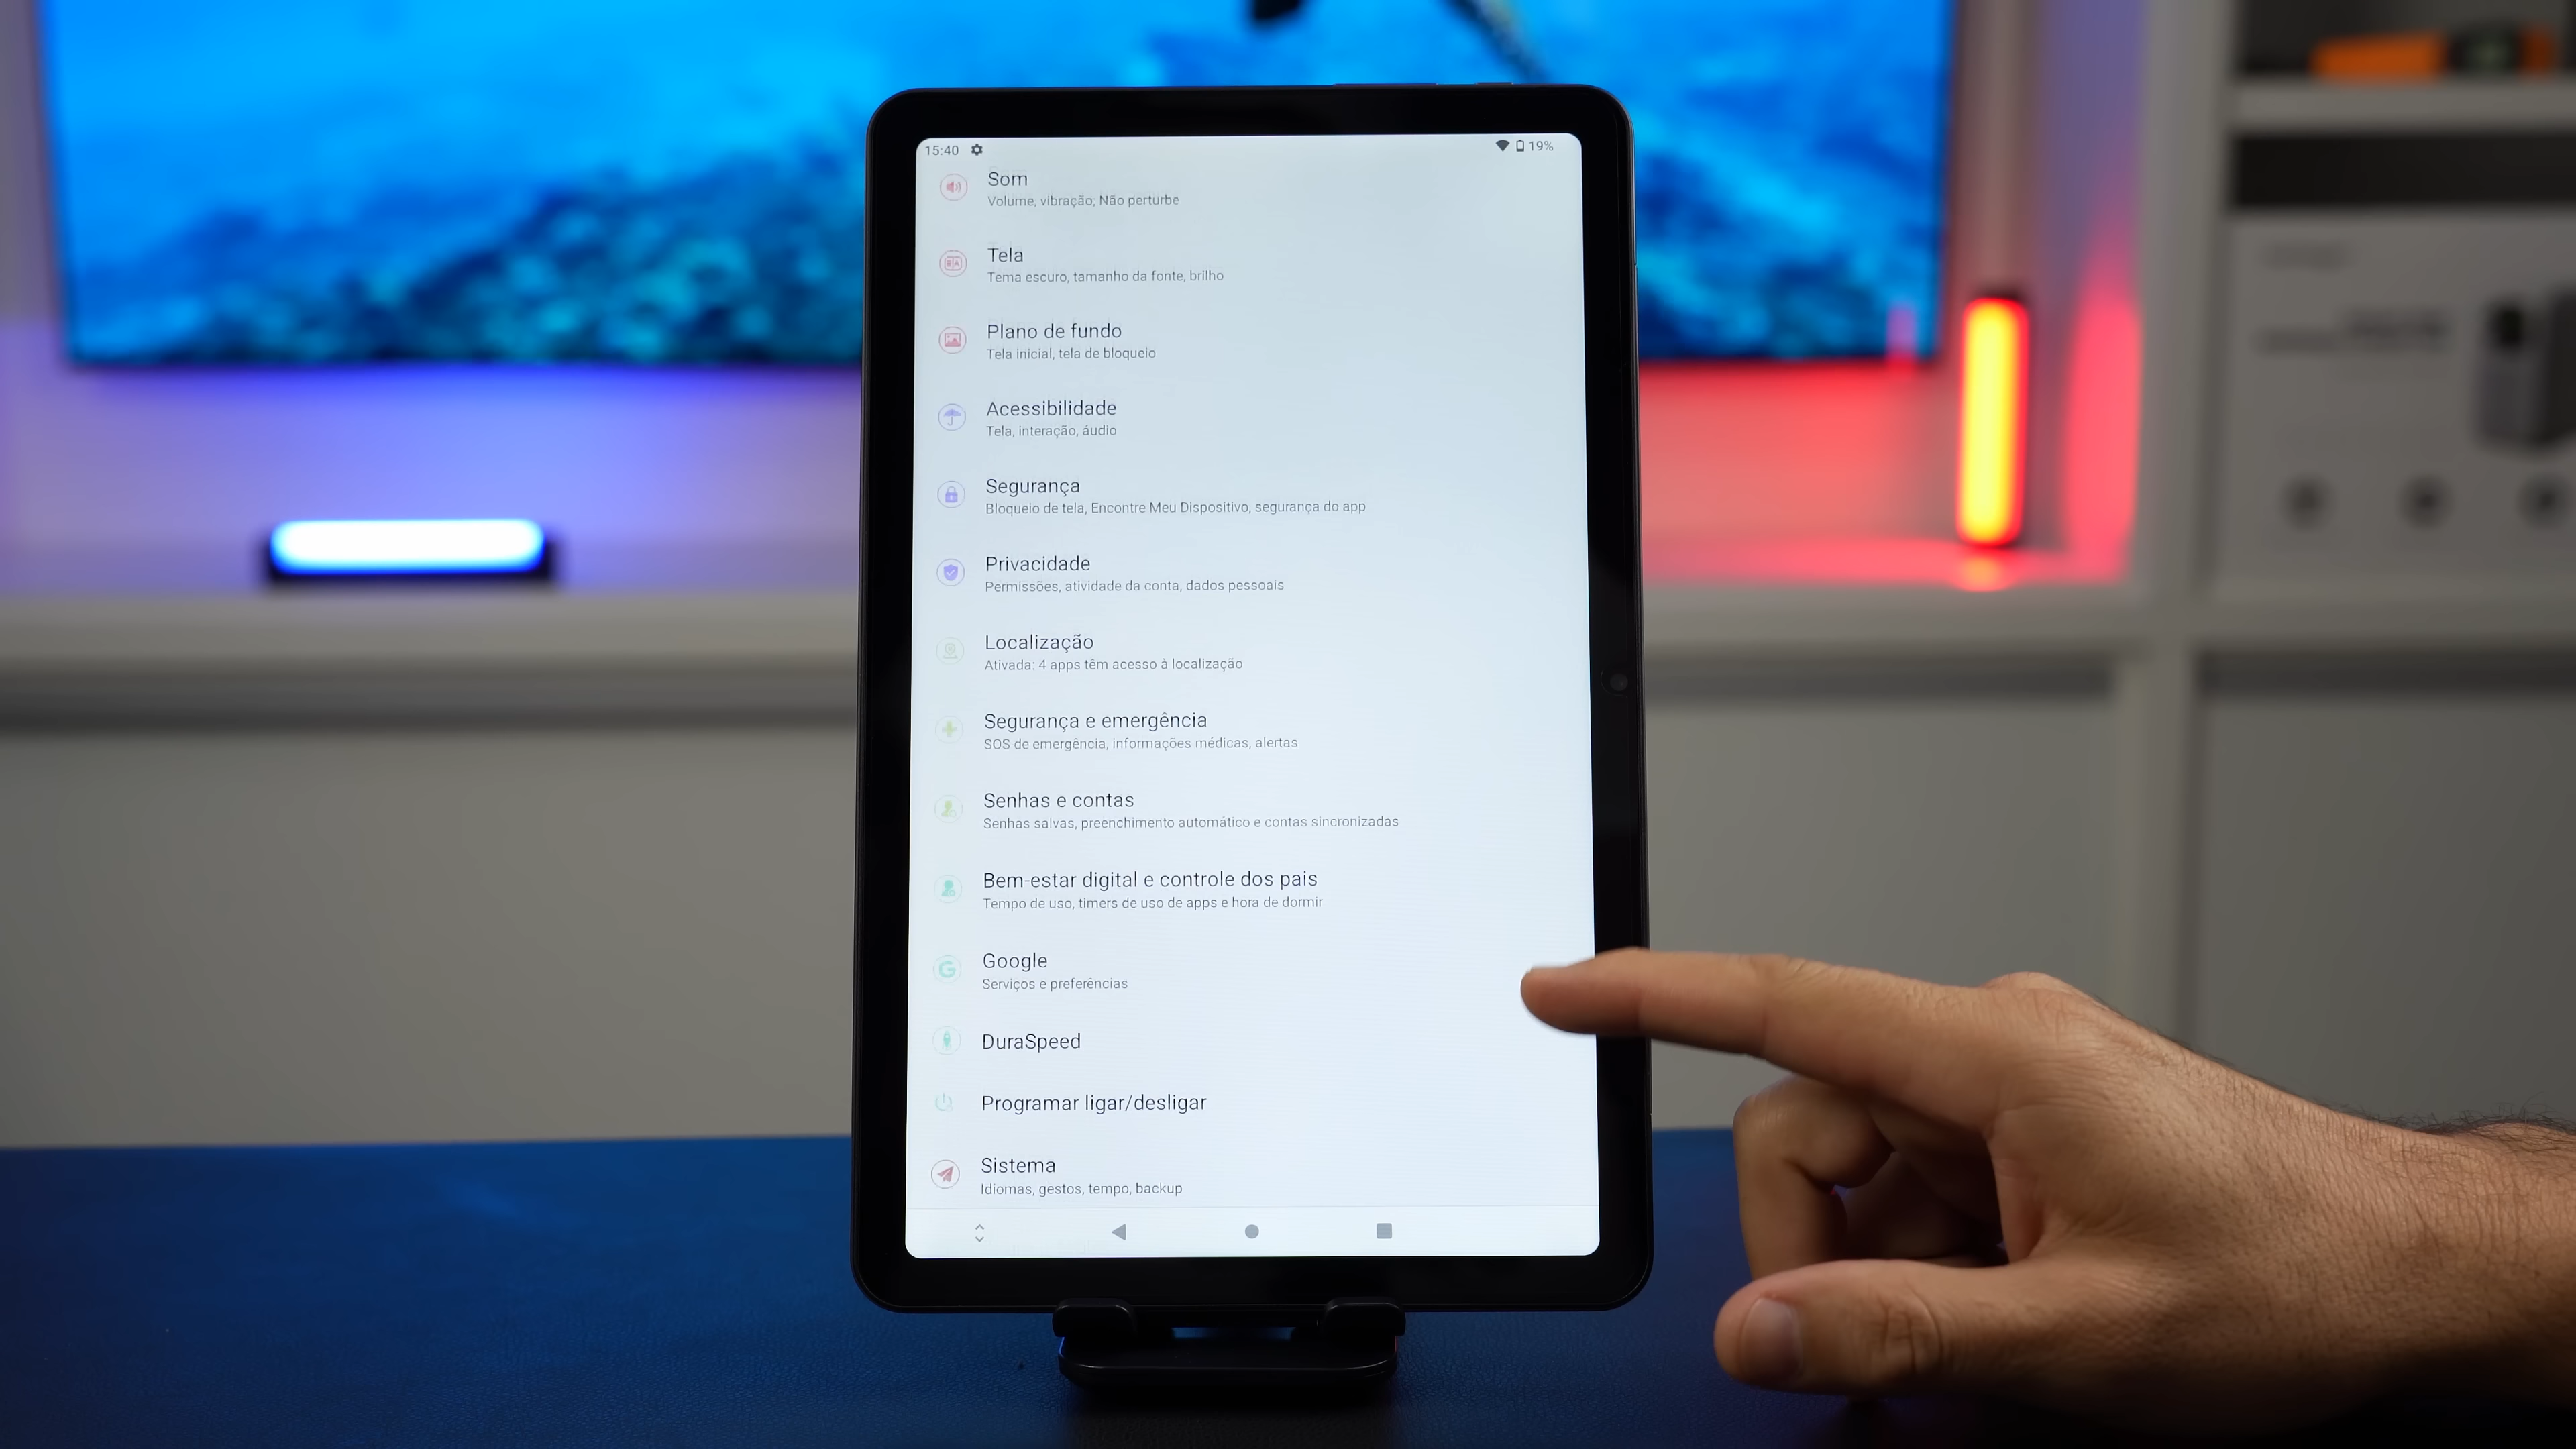 15:40
19%
Som
Volume, vibração, Não perturbe
Tela
Tema escuro, tamanho da fonte, brilho
Plano de fundo
Tela inicial, tela de bloqueio
Acessibilidade
Tela, interação, áudio
Segurança
Bloqueio de tela, Encontre Meu Dispositivo, segurança do app
Privacidade
Permissões, atividade da conta, dados pessoais
Localização
Ativada: 4 apps têm acesso à localização
Segurança e emergência
SOS de emergência, informações médicas, alertas
Senhas e contas
Senhas salvas, preenchimento automático e contas sincronizadas
Bem-estar digital e controle dos pais
Tempo de uso, timers de uso de apps e hora de dormir
Google
Serviços e preferências
DuraSpeed
Programar ligar/desligar
Sistema
Idiomas, gestos, tempo, backup